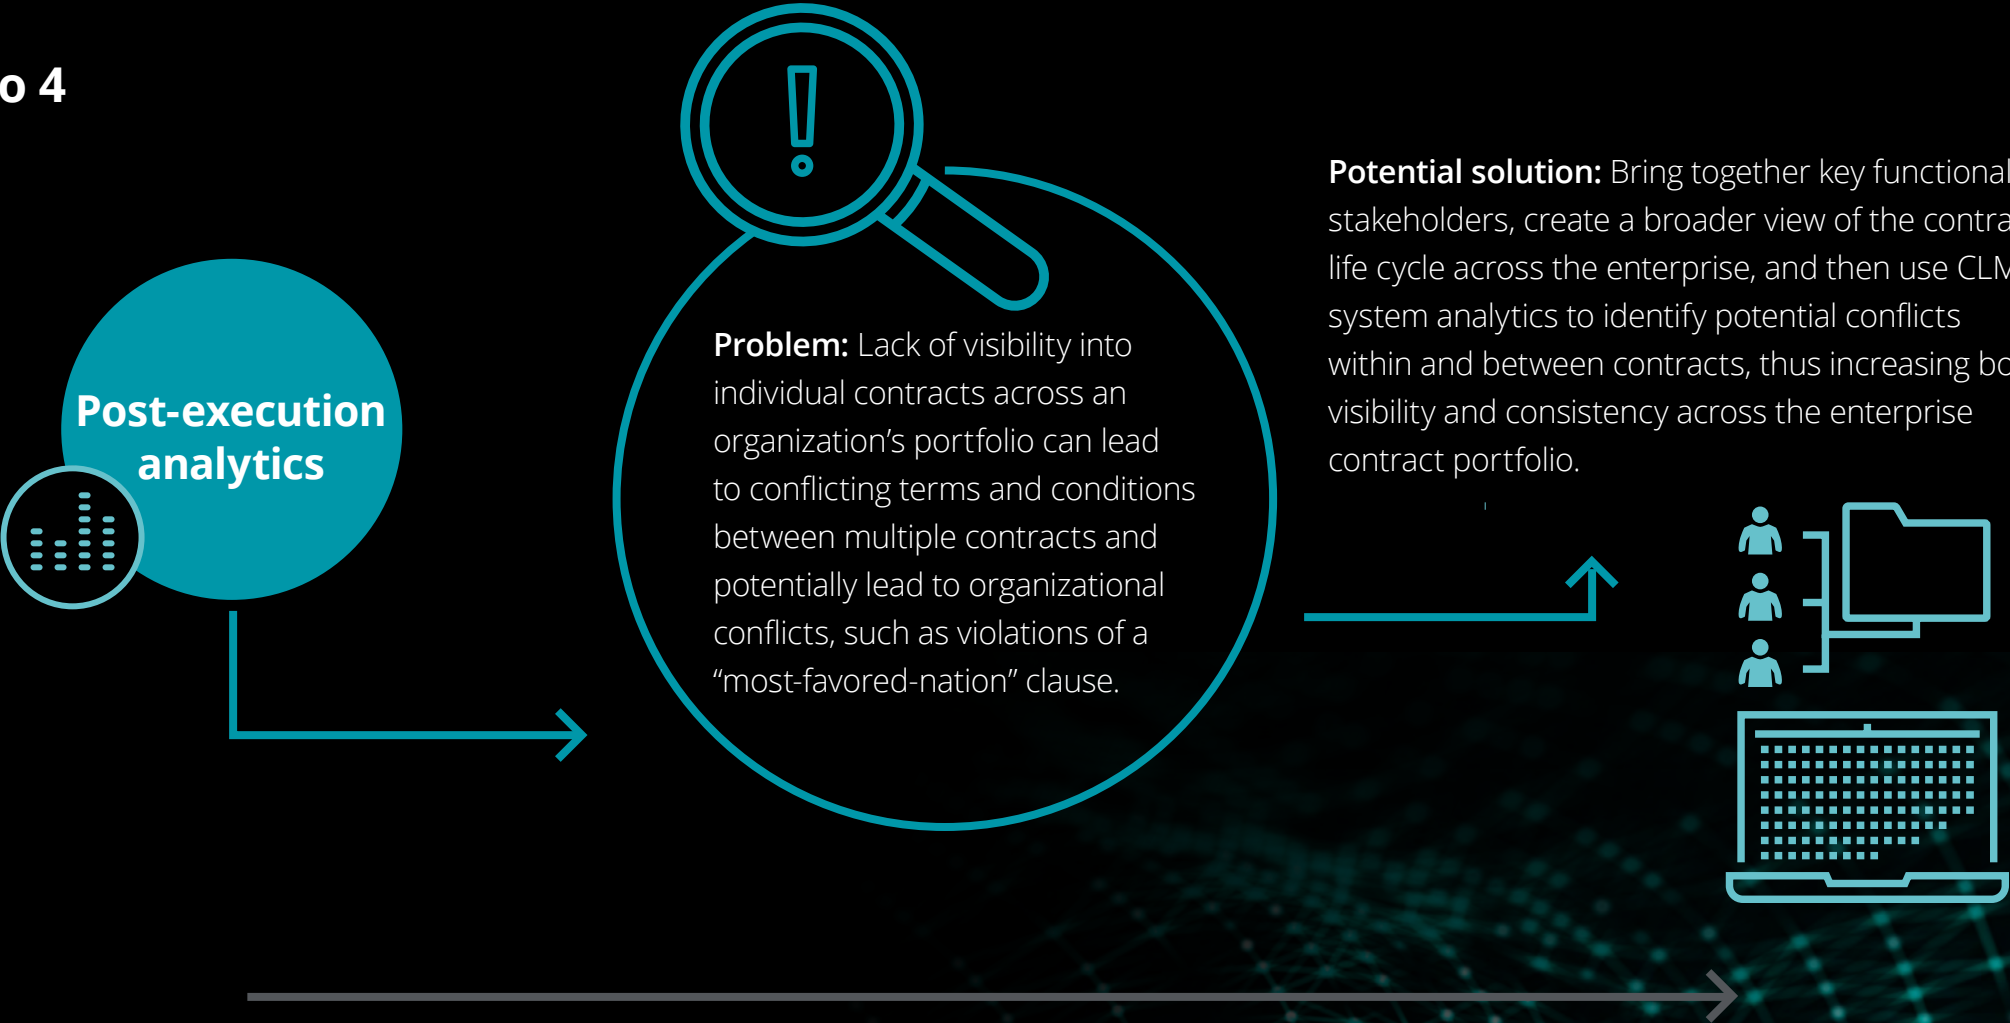 o 4
Post-execution
analytics
Problem: Lack of visibility into
individual contracts across an
organization’s portfolio can lead
to conflicting terms and conditions
between multiple contracts and
potentially lead to organizational
conflicts, such as violations of a
“most-favored-nation” clause.
Potential solution: Bring together key functional
stakeholders, create a broader view of the contra
life cycle across the enterprise, and then use CLM
system analytics to identify potential conflicts
within and between contracts, thus increasing bo
visibility and consistency across the enterprise
contract portfolio.